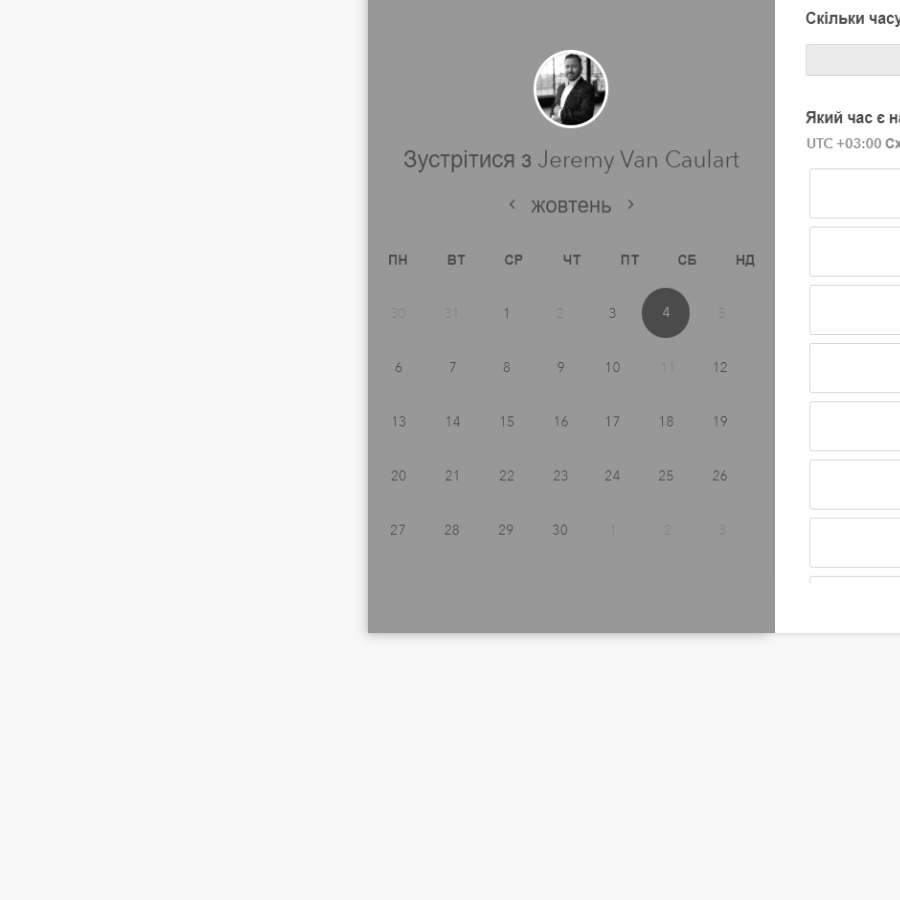 Скільки часу
Який час є
UTC +03:00
Зустрітися з Jeremy Van Caulart
‹ жовтень ›
ПН ВТ СР ЧТ ПТ СБ НД
30 31 1 2 3 4 5
6 7 8 9 10 11 12
13 14 15 16 17 18 19
20 21 22 23 24 25 26
27 28 29 30 1 2 3